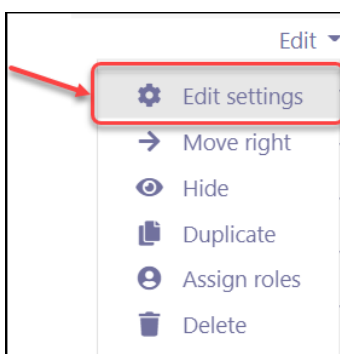 Edit
Edit settings
Move right
Hide
Duplicate
Assign roles
Delete